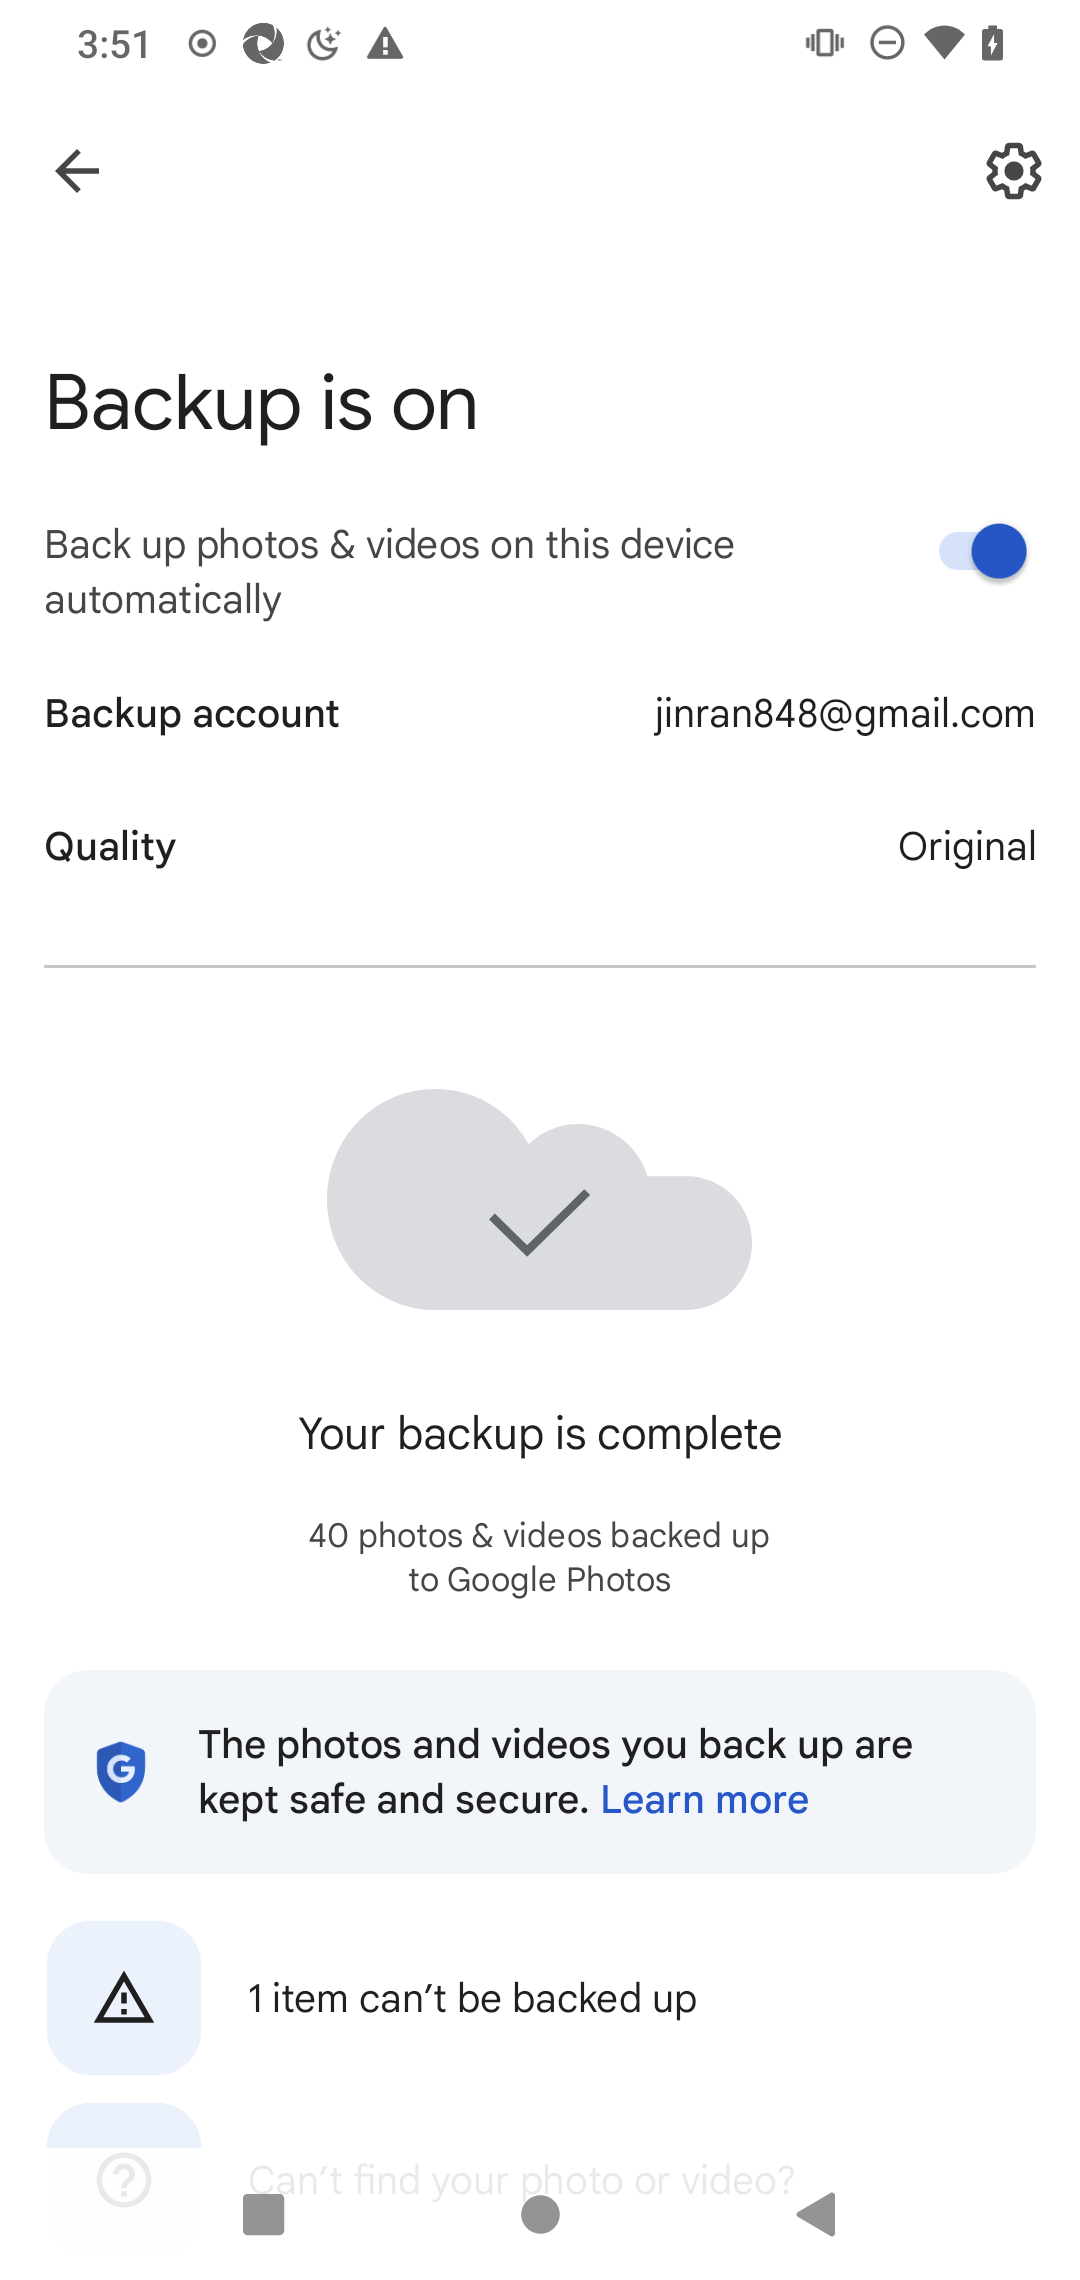 3:51
Backup is on
Back up photos & videos on this device
automatically
Backup account
jinran848@gmail.com
Quality
Original
Your backup is complete
40 photos & videos backed up
to Google Photos
The photos and videos you back up are
kept safe and secure. Learn more
1 item can’t be backed up
Can’t find your photo or video?